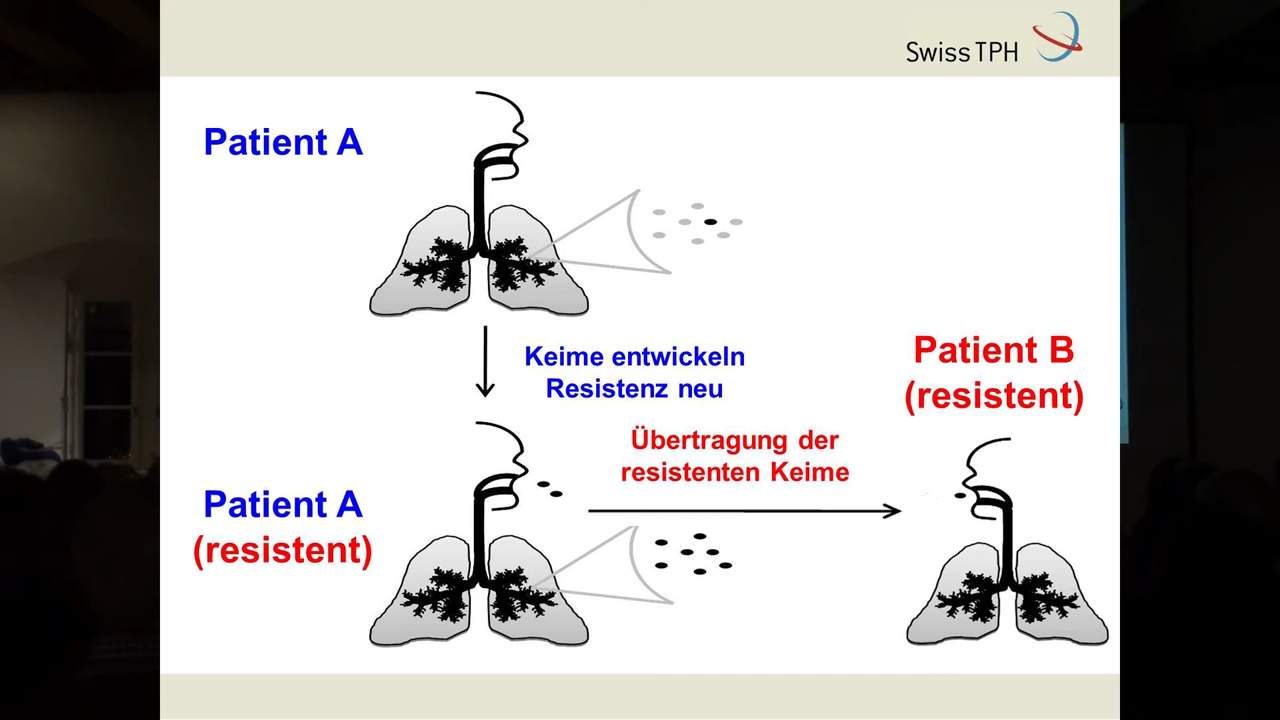 Swiss TPH
Patient A
Keime entwickeln
Resistenz neu
Patient B
(resistent)
Übertragung der
resistenten Keime
Patient A
(resistent)